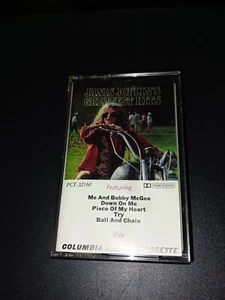 JANIS JOPLIN'S
GREATEST HITS
PCT-32168
Featuring
Me And Bobby McGee
Down On Me
Piece Of My Heart
Try
Ball And Chain
COLUMBIA